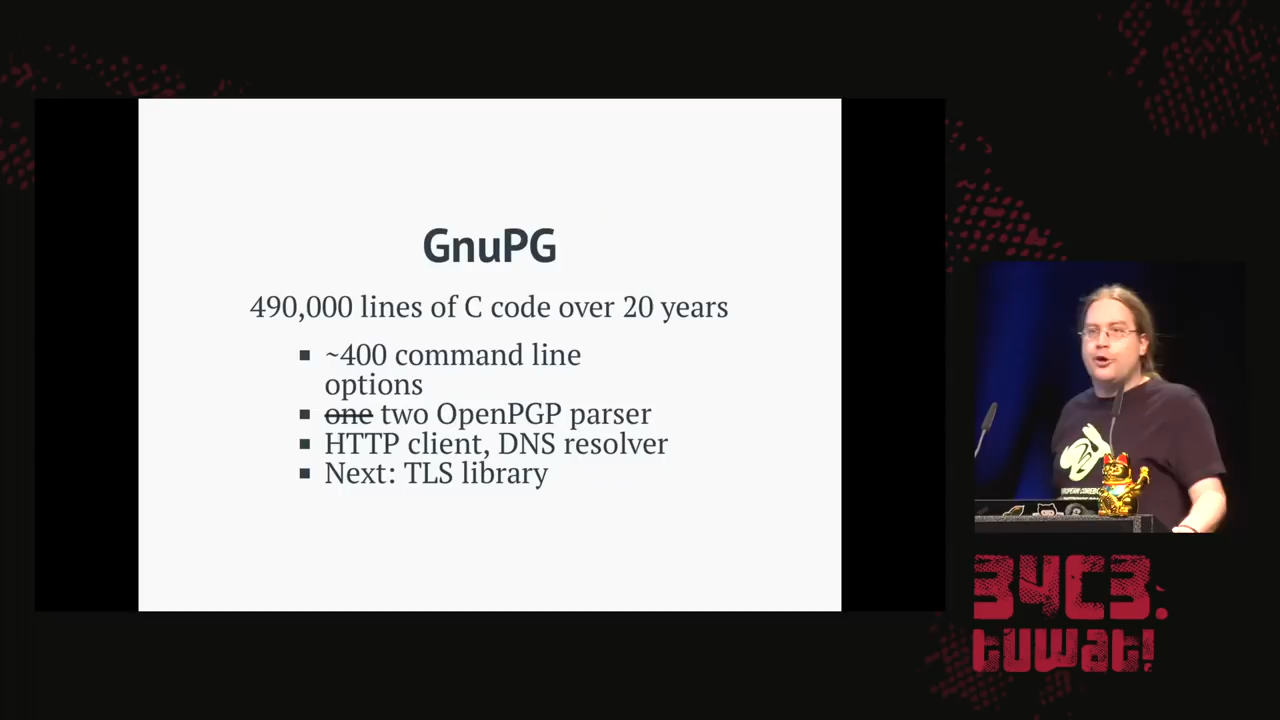 GnuPG
490,000 lines of C code over 20 years
~400 command line
options
one two OpenPGP parser
HTTP client, DNS resolver
Next: TLS library
34C3.
tuwat!